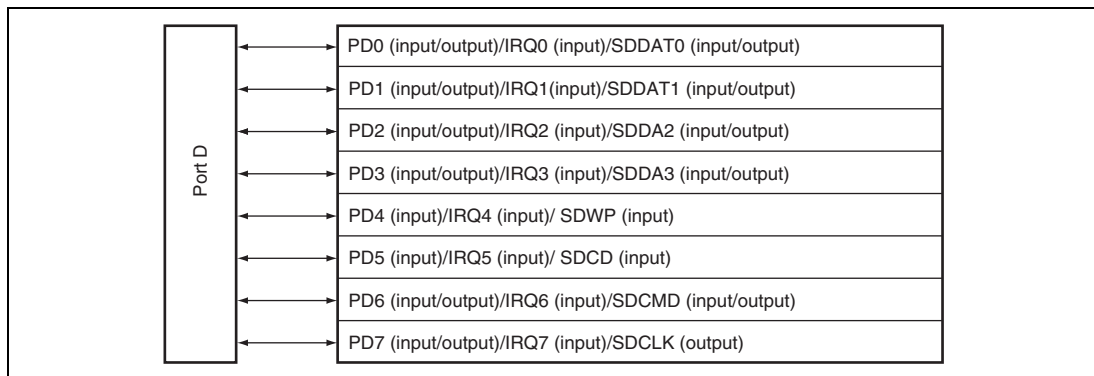 Port D
PD0 (input/output)/IRQ0 (input)/SDDAT0 (input/output)
PD1 (input/output)/IRQ1(input)/SDDAT1 (input/output)
PD2 (input/output)/IRQ2 (input)/SDDA2 (input/output)
PD3 (input/output)/IRQ3 (input)/SDDA3 (input/output)
PD4 (input)/IRQ4 (input)/ SDWP (input)
PD5 (input)/IRQ5 (input)/ SDCD (input)
PD6 (input/output)/IRQ6 (input)/SDCMD (input/output)
PD7 (input/output)/IRQ7 (input)/SDCLK (output)